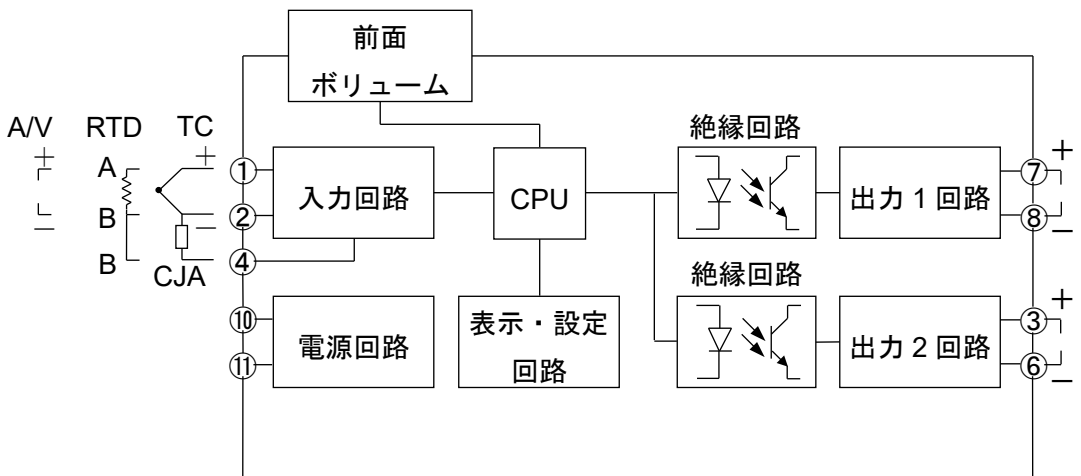 前面
ボリューム
A/V RTD TC
+ A + ① 入力回路 CPU 絶縁回路 出力1回路 ⑦ +
− B − ② ⑧ −
B CJA ④
絶縁回路
⑩ 電源回路 表示・設定 出力2回路 ③ +
⑪ 回路 ⑥ −